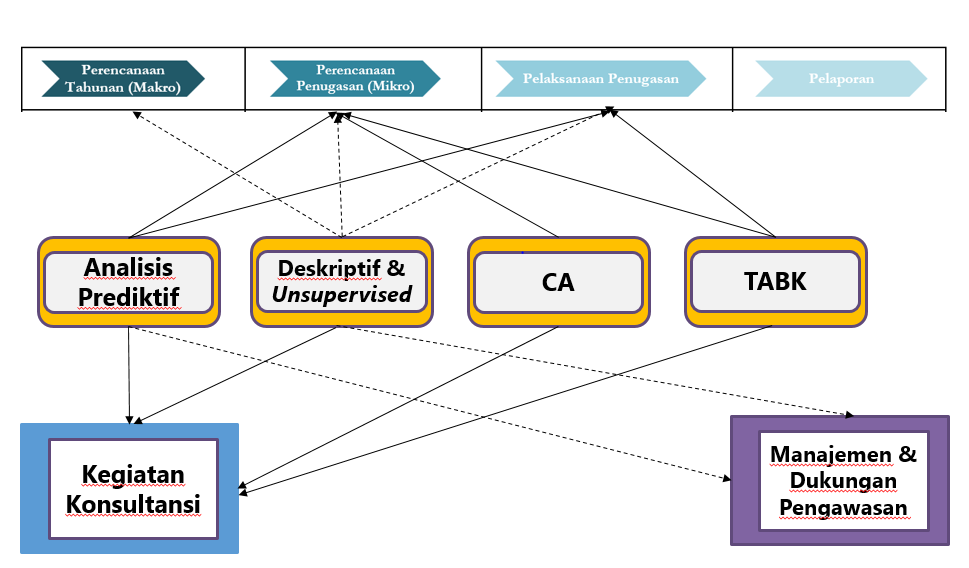 Perencanaan
Tahunan (Makro)
Perencanaan
Penugasan (Mikro)
Pelaksanaan Penugasan
Pelaporan
Analisis
Prediktif
Deskriptif &
Unsupervised
CA
TABK
Kegiatan
Konsultansi
Manajemen &
Dukungan
Pengawasan